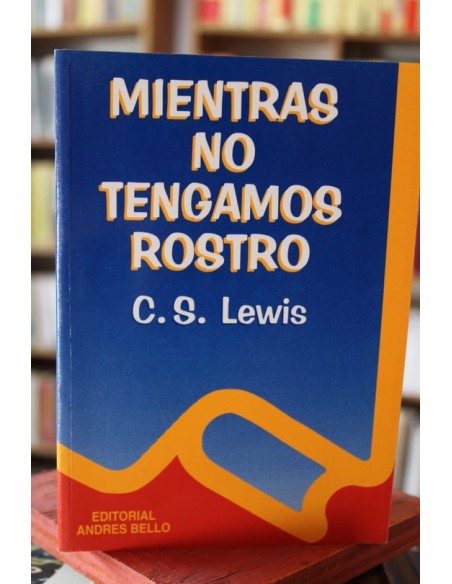 MIENTRAS
NO
TENGAMOS
ROSTRO
C. S. Lewis
EDITORIAL
ANDRES BELLO